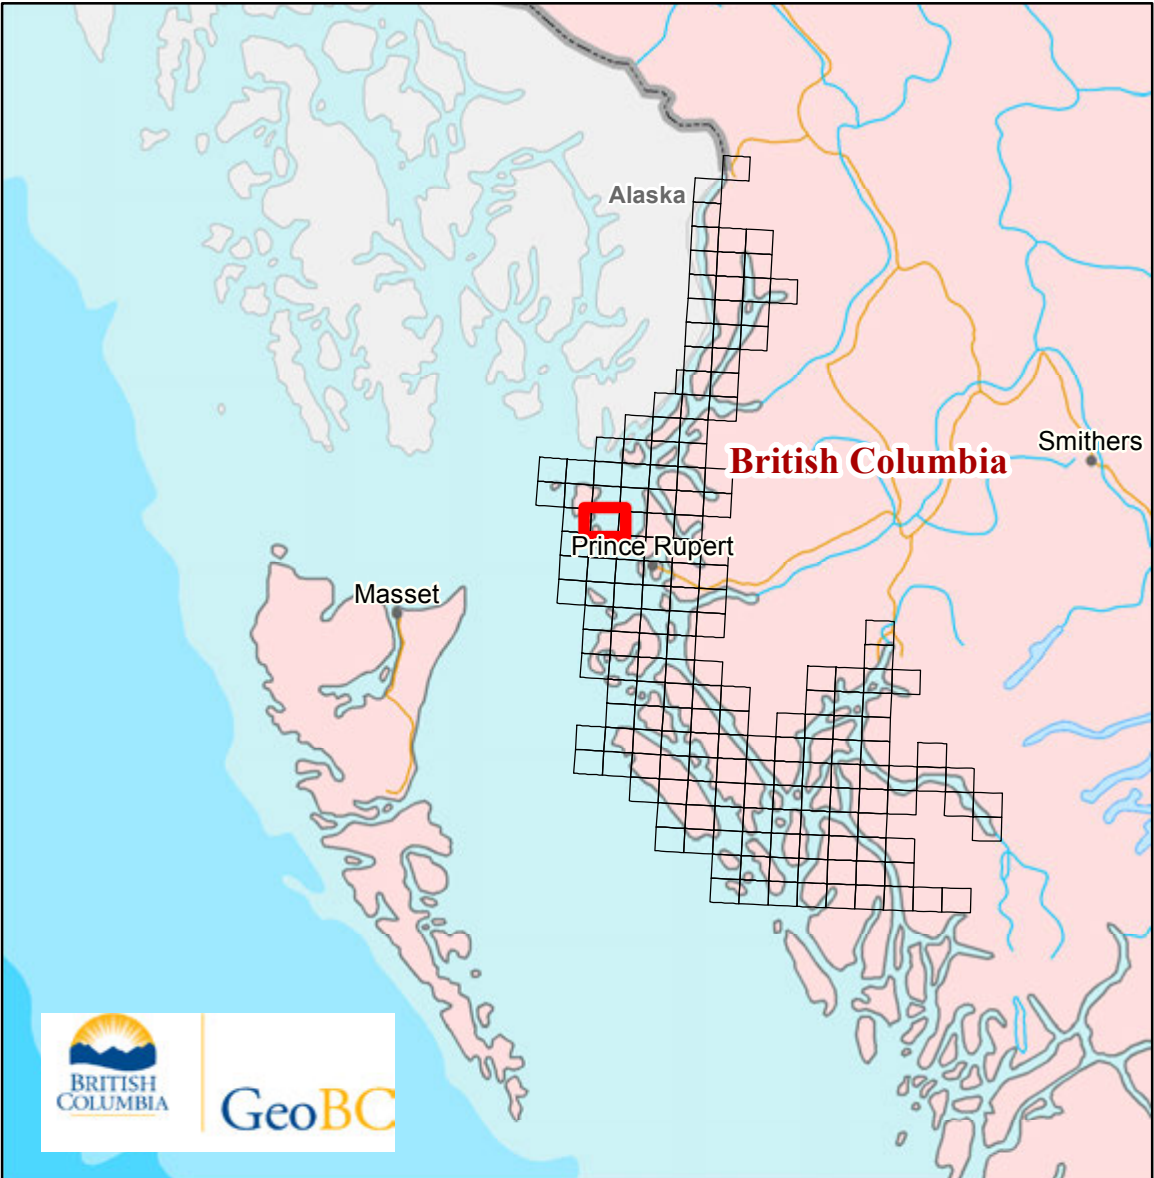 Alaska
Smithers
British Columbia
Prince Rupert
Masset
BRITISH
COLUMBIA
GeoBC